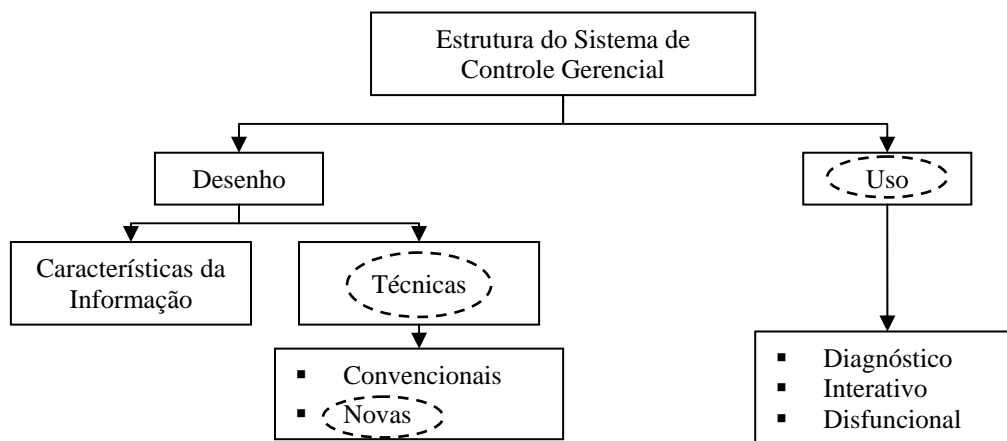 Estrutura do Sistema de
Controle Gerencial
Desenho
Uso
Características da
Informação
Técnicas
▪ Convencionais
▪ Novas
▪ Diagnóstico
▪ Interativo
▪ Disfuncional